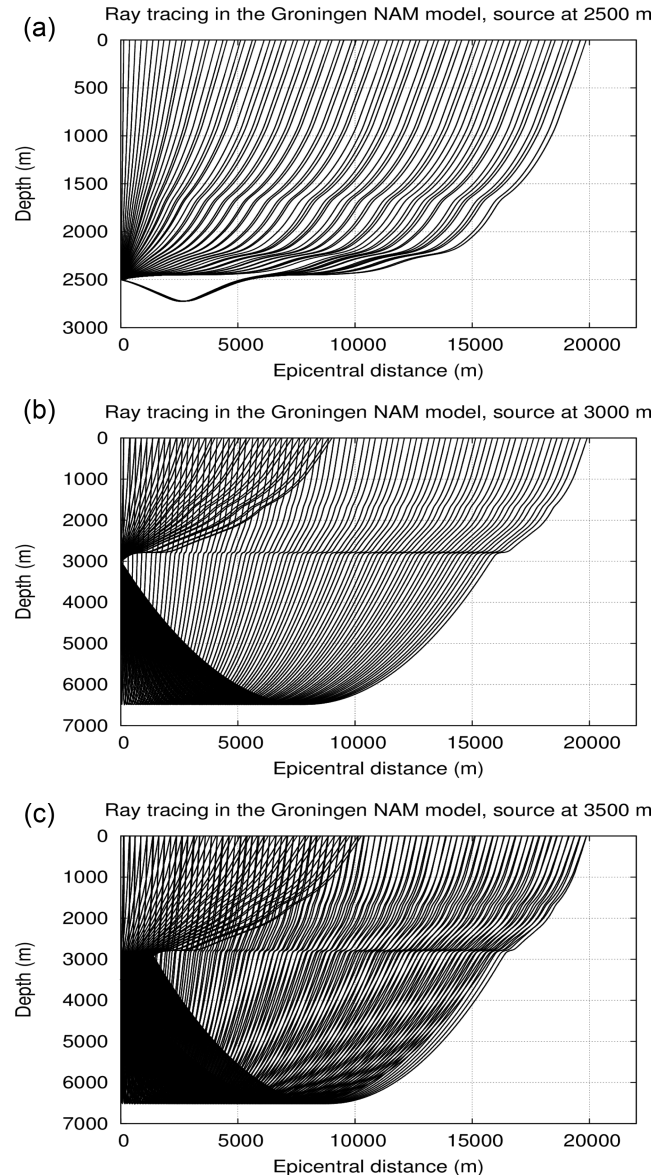 (a)
Ray tracing in the Groningen NAM model, source at 2500 m
0
500
1000
1500
2000
2500
3000
Depth (m)
0 5000 10000 15000 20000
Epicentral distance (m)
(b)
Ray tracing in the Groningen NAM model, source at 3000 m
0
1000
2000
3000
4000
5000
6000
7000
Depth (m)
0 5000 10000 15000 20000
Epicentral distance (m)
(c)
Ray tracing in the Groningen NAM model, source at 3500 m
0
1000
2000
3000
4000
5000
6000
7000
Depth (m)
0 5000 10000 15000 20000
Epicentral distance (m)